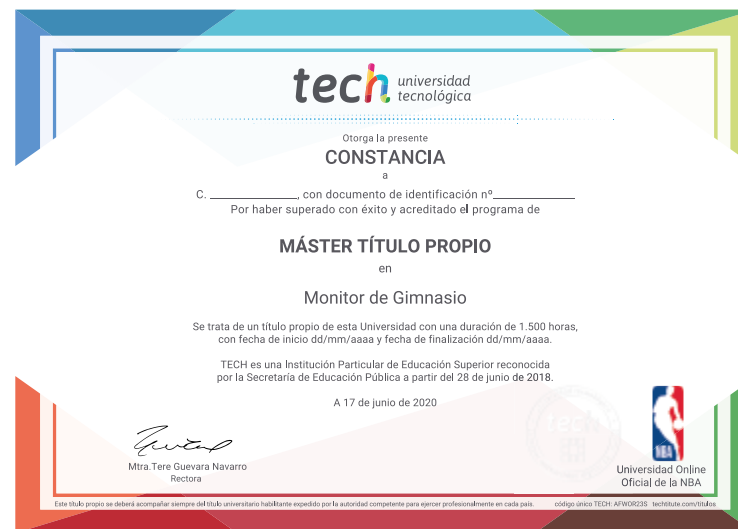 tech universidad
tecnológica
Otorga la presente
CONSTANCIA
a
C. ______________, con documento de identificación nº____________
Por haber superado con éxito y acreditado el programa de
MÁSTER TÍTULO PROPIO
en
Monitor de Gimnasio
Se trata de un título propio de esta Universidad con una duración de 1.500 horas,
con fecha de inicio dd/mm/aaaa y fecha de finalización dd/mm/aaaa.
TECH es una Institución Particular de Educación Superior reconocida
por la Secretaría de Educación Pública a partir del 28 de junio de 2018.
A 17 de junio de 2020
tech
Mtra.Tere Guevara Navarro
Rectora
NBA
Universidad Online
Oficial de la NBA
Este título propio se deberá acompañar siempre del título universitario habilitante expedido por la autoridad competente para ejercer profesionalmente en cada país. código único TECH: AFWOR23S techtitute.com/titulos